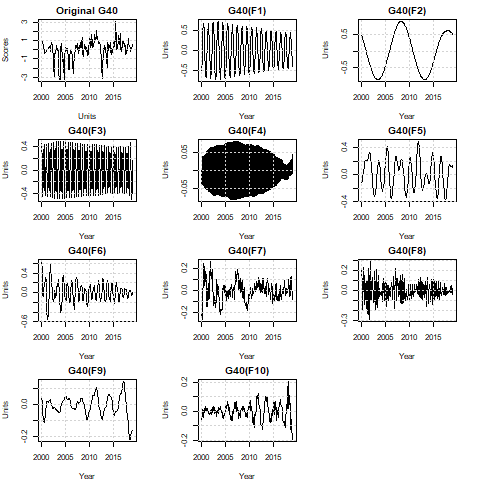 Original G40
G40(F1)
G40(F2)
Scores
-3 -1 1 3
2000 2005 2010 2015
Units
Units
-0.5 0.5
2000 2005 2010 2015
Year
Units
-0.5 0.5
2000 2005 2010 2015
Year
G40(F3)
G40(F4)
G40(F5)
Units
-0.4 0.0 0.4
2000 2005 2010 2015
Year
Units
-0.05 0.05
2000 2005 2010 2015
Year
Units
-0.4 0.0 0.4
2000 2005 2010 2015
Year
G40(F6)
G40(F7)
G40(F8)
Units
-0.6 0.0 0.4
2000 2005 2010 2015
Year
Units
-0.2 0.0 0.2
2000 2005 2010 2015
Year
Units
-0.3 0.0 0.2
2000 2005 2010 2015
Year
G40(F9)
G40(F10)
Units
-0.2 0.0
2000 2005 2010 2015
Year
Units
-0.2 0.0 0.2
2000 2005 2010 2015
Year